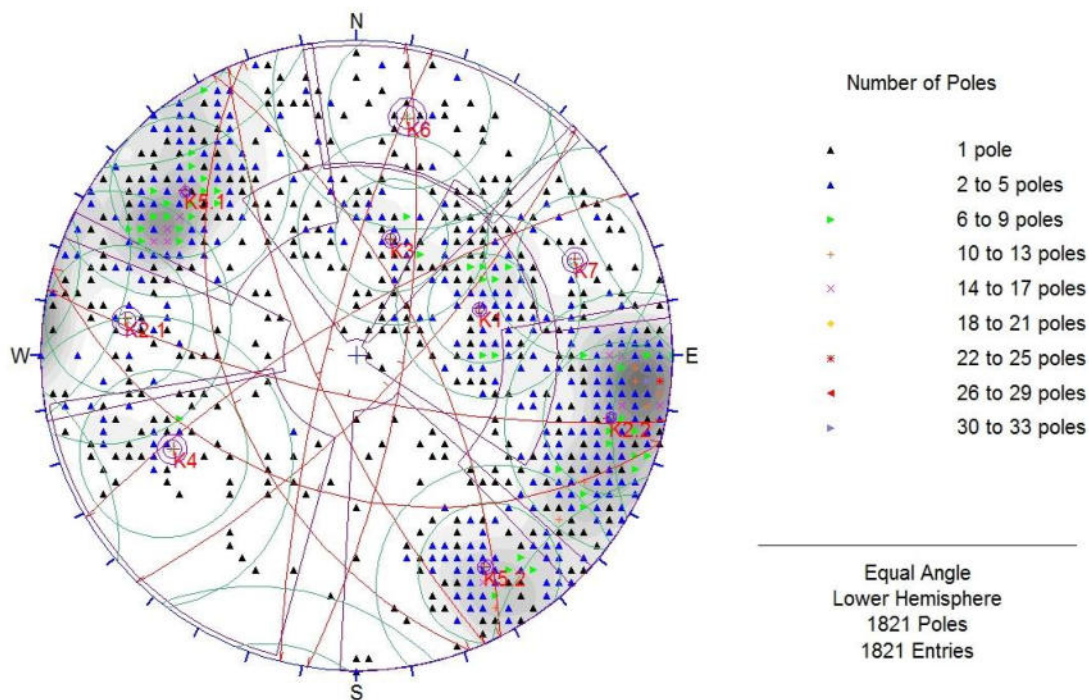 N
Number of Poles
K6
1 pole
2 to 5 poles
K5.1
6 to 9 poles
K3
10 to 13 poles
K7
14 to 17 poles
K1
18 to 21 poles
K2.1
22 to 25 poles
W
E
26 to 29 poles
K2.2
30 to 33 poles
K4
K5.2
Equal Angle
Lower Hemisphere
1821 Poles
1821 Entries
S